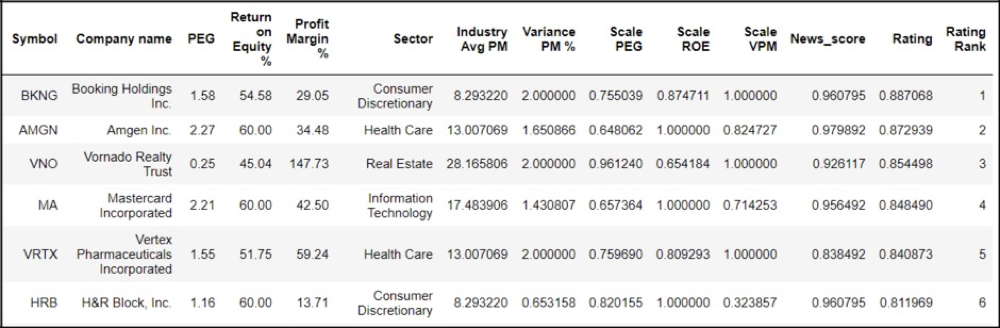 Symbol Company name PEG Return on Equity % Profit Margin % Sector Industry Avg PM Variance PM % Scale PEG Scale ROE Scale VPM News_score Rating Rating Rank
BKNG Booking Holdings Inc. 1.58 54.58 29.05 Consumer Discretionary 8.293220 2.000000 0.755039 0.874711 1.000000 0.960795 0.887068 1
AMGN Amgen Inc. 2.27 60.00 34.48 Health Care 13.007069 1.650866 0.648062 1.000000 0.824727 0.979892 0.872939 2
VNO Vornado Realty Trust 0.25 45.04 147.73 Real Estate 28.165806 2.000000 0.961240 0.654184 1.000000 0.926117 0.854498 3
MA Mastercard Incorporated 2.21 60.00 42.50 Information Technology 17.483906 1.430807 0.657364 1.000000 0.714253 0.956492 0.848490 4
VRTX Vertex Pharmaceuticals Incorporated 1.55 51.75 59.24 Health Care 13.007069 2.000000 0.759690 0.809293 1.000000 0.838492 0.840873 5
HRB H&R Block, Inc. 1.16 60.00 13.71 Consumer Discretionary 8.293220 0.653158 0.820155 1.000000 0.323857 0.960795 0.811969 6